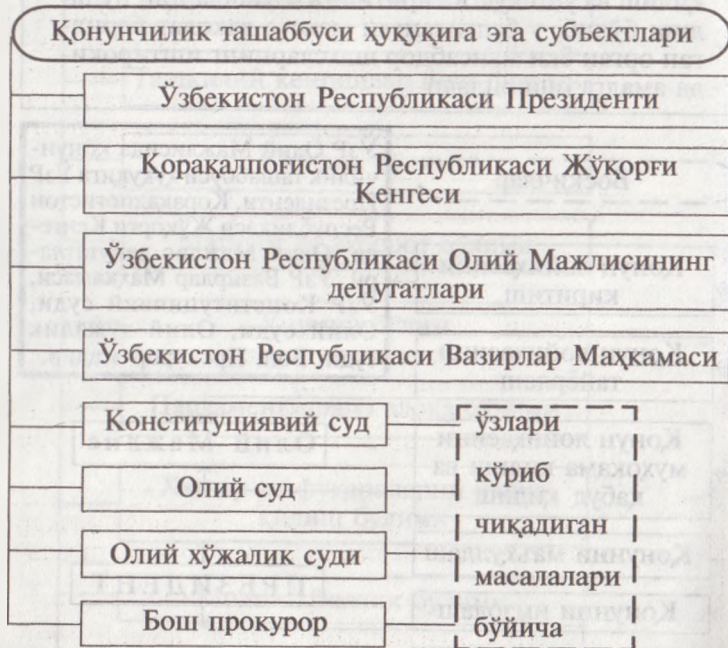 Қонунчилик ташаббуси ҳуқуқига эга субъектлари
Ўзбекистон Республикаси Президенти
Қорақалпоғистон Республикаси Жўқорғи
Кенгеси
Ўзбекистон Республикаси Олий Мажлисининг
депутатлари
Ўзбекистон Республикаси Вазирлар Маҳкамаси
Конституциявий суд
Олий суд
Олий хўжалик суди
Бош прокурор
ўзлари
кўриб
чиқадиган
масалалари
бўйича